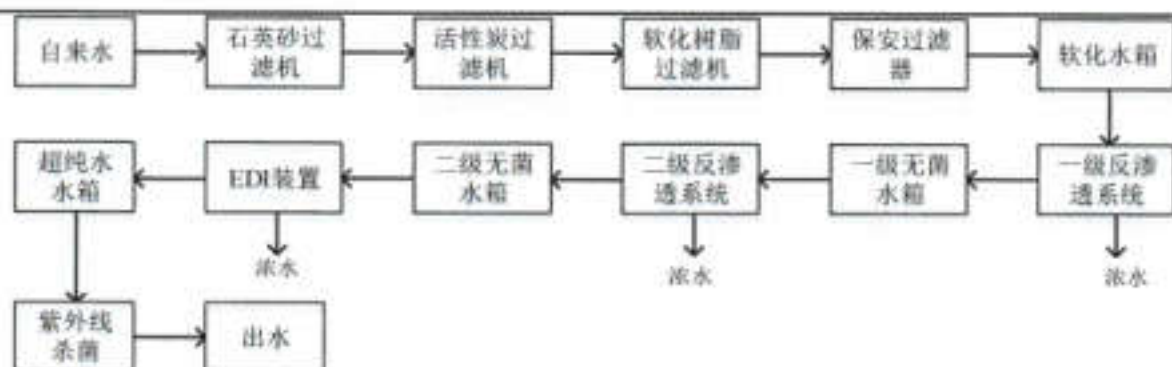 自来水
石英砂过
滤机
活性炭过
滤机
软化树脂
过滤机
保安过滤
器
软化水箱
超纯水
水箱
EDI装置
二级无菌
水箱
二级反渗
透系统
一级无菌
水箱
一级反渗
透系统
浓水
浓水
浓水
紫外线
杀菌
出水